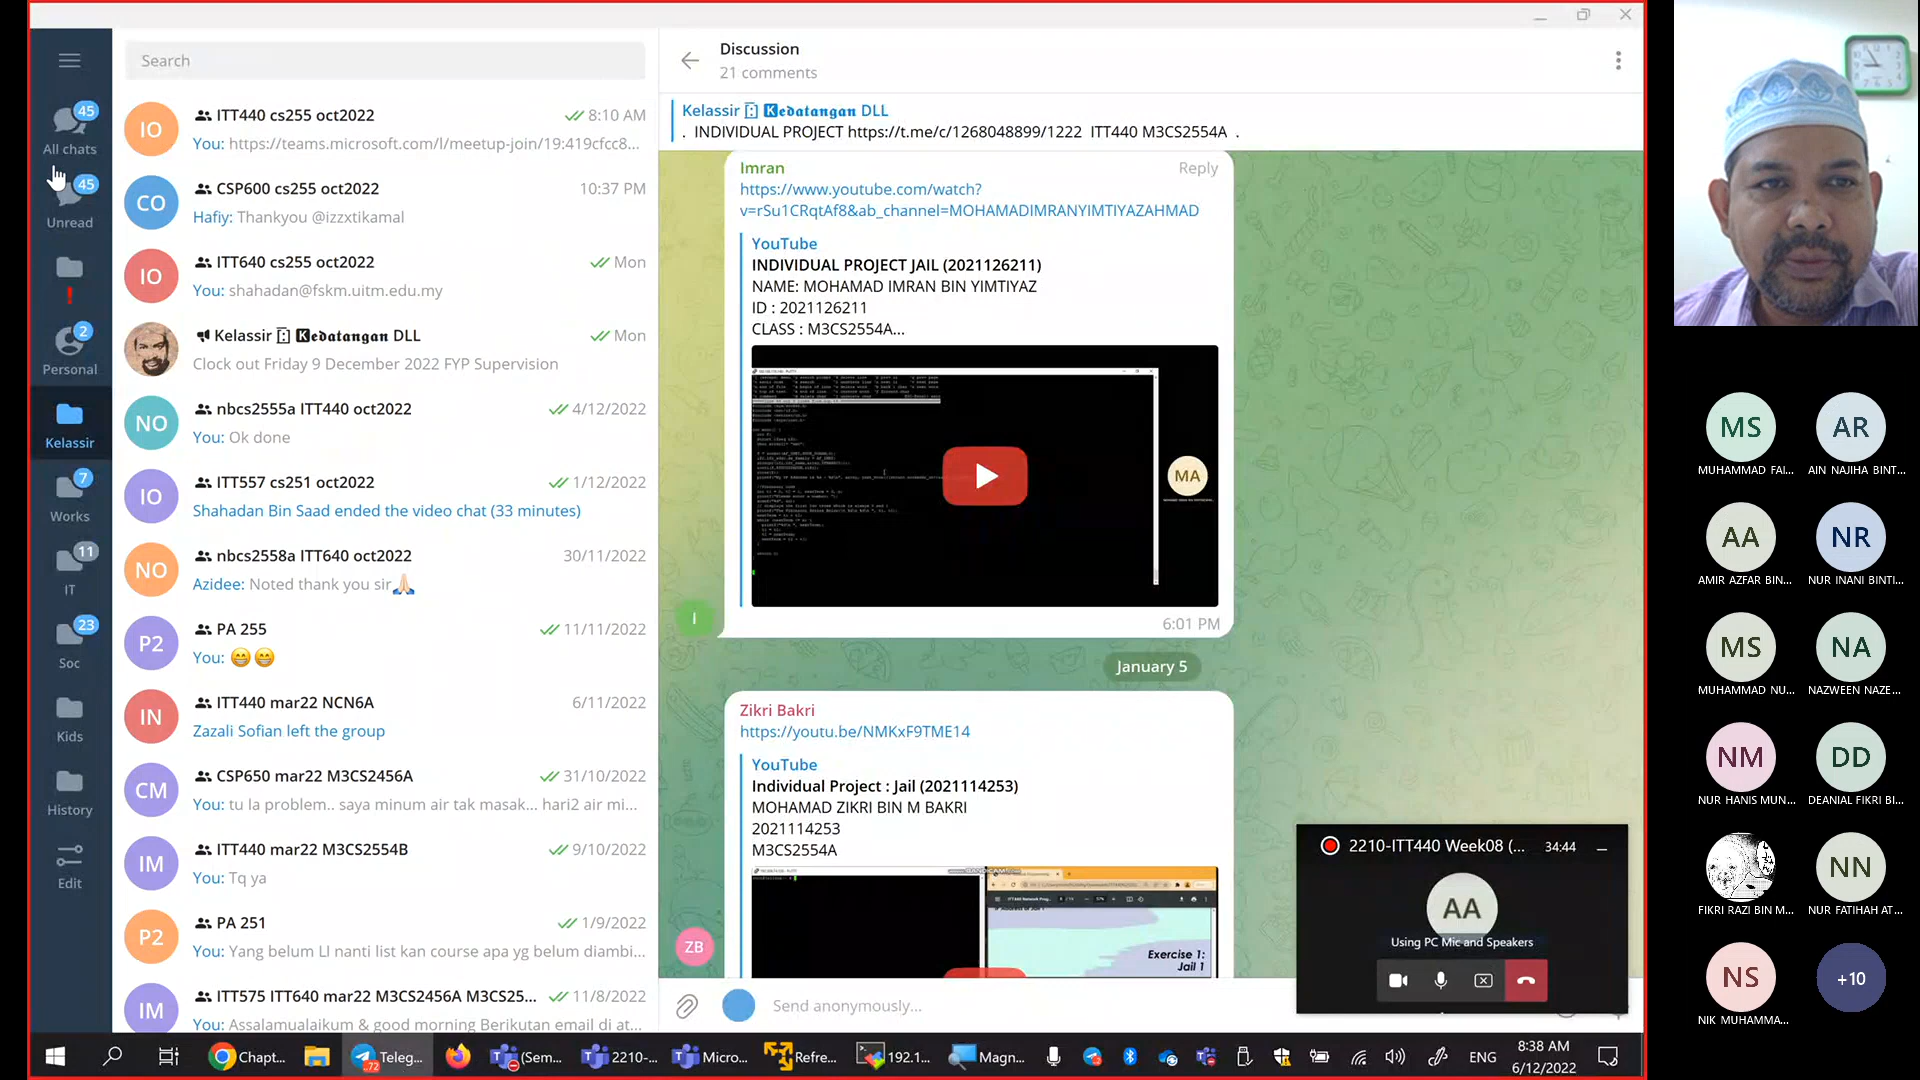 Search
Discussion
21 comments
Kelassir 🄳 🅺𝖊𝖉𝖆𝖙𝖆𝖓𝖌𝖆𝖓 DLL
. INDIVIDUAL PROJECT https://t.me/c/1268048899/1222 ITT440 M3CS2554A .
45
All chats
45
Unread
2
Personal
Kelassir
7
Works
11
IT
23
Soc
Kids
History
Edit
IO
ITT440 cs255 oct2022
8:10 AM
You: https://teams.microsoft.com/l/meetup-join/19:419cfcc8...
CO
CSP600 cs255 oct2022
10:37 PM
Hafiy: Thankyou @izzxtikamal
IO
ITT640 cs255 oct2022
Mon
You: shahadan@fskm.uitm.edu.my
Kelassir 🅺𝖊𝖉𝖆𝖙𝖆𝖓𝖌𝖆𝖓 DLL
Mon
Clock out Friday 9 December 2022 FYP Supervision
NO
nbcs2555a ITT440 oct2022
4/12/2022
You: Ok done
IO
ITT557 cs251 oct2022
1/12/2022
Shahadan Bin Saad ended the video chat (33 minutes)
NO
nbcs2558a ITT640 oct2022
30/11/2022
Azidee: Noted thank you sir🙏🏻
P2
PA 255
11/11/2022
You: 😁😁
IN
ITT440 mar22 NCN6A
6/11/2022
Zazali Sofian left the group
CM
CSP650 mar22 M3CS2456A
31/10/2022
You: tu la problem.. saya minum air tak masak... hari2 air mi...
IM
ITT440 mar22 M3CS2554B
9/10/2022
You: Tq ya
P2
PA 251
1/9/2022
You: Yang belum LI nanti list kan course apa yg belum diambi...
IM
ITT575 ITT640 mar22 M3CS2456A M3CS25...
11/8/2022
You: Assalamualaikum & good morning Berikutan email di at...
Imran
Reply
https://www.youtube.com/watch?
v=rSu1CRqtAf8&ab_channel=MOHAMADIMRANYIMTIYAZAHMAD
YouTube
INDIVIDUAL PROJECT JAIL (2021126211)
NAME: MOHAMAD IMRAN BIN YIMTIYAZ
ID : 2021126211
CLASS : M3CS2554A...
MA
I
6:01 PM
January 5
Zikri Bakri
https://youtu.be/NMKxF9TME14
YouTube
Individual Project : Jail (2021114253)
MOHAMAD ZIKRI BIN M BAKRI
2021114253
M3CS2554A
Exercise 1:
Jail 1
ZB
Send anonymously...
2210-ITT440 Week08 (...
34:44
AA
Using PC Mic and Speakers
MS
MUHAMMAD FAI...
AR
AIN NAJIHA BINT...
AA
AMIR AZFAR BIN...
NR
NUR INANI BINTI...
MS
MUHAMMAD NU...
NA
NAZWEEN NAZE...
NM
NUR HANIS MUN...
DD
DEANIAL FIKRI BI...
FIKRI RAZI BIN M...
NN
NUR FATIHAH AT...
NS
NIK MUHAMMA...
+10
Chapt...
Teleg...
72
(Sem...
2210-...
Micro...
Refre...
192.1...
Magn...
ENG
8:38 AM
6/12/2022